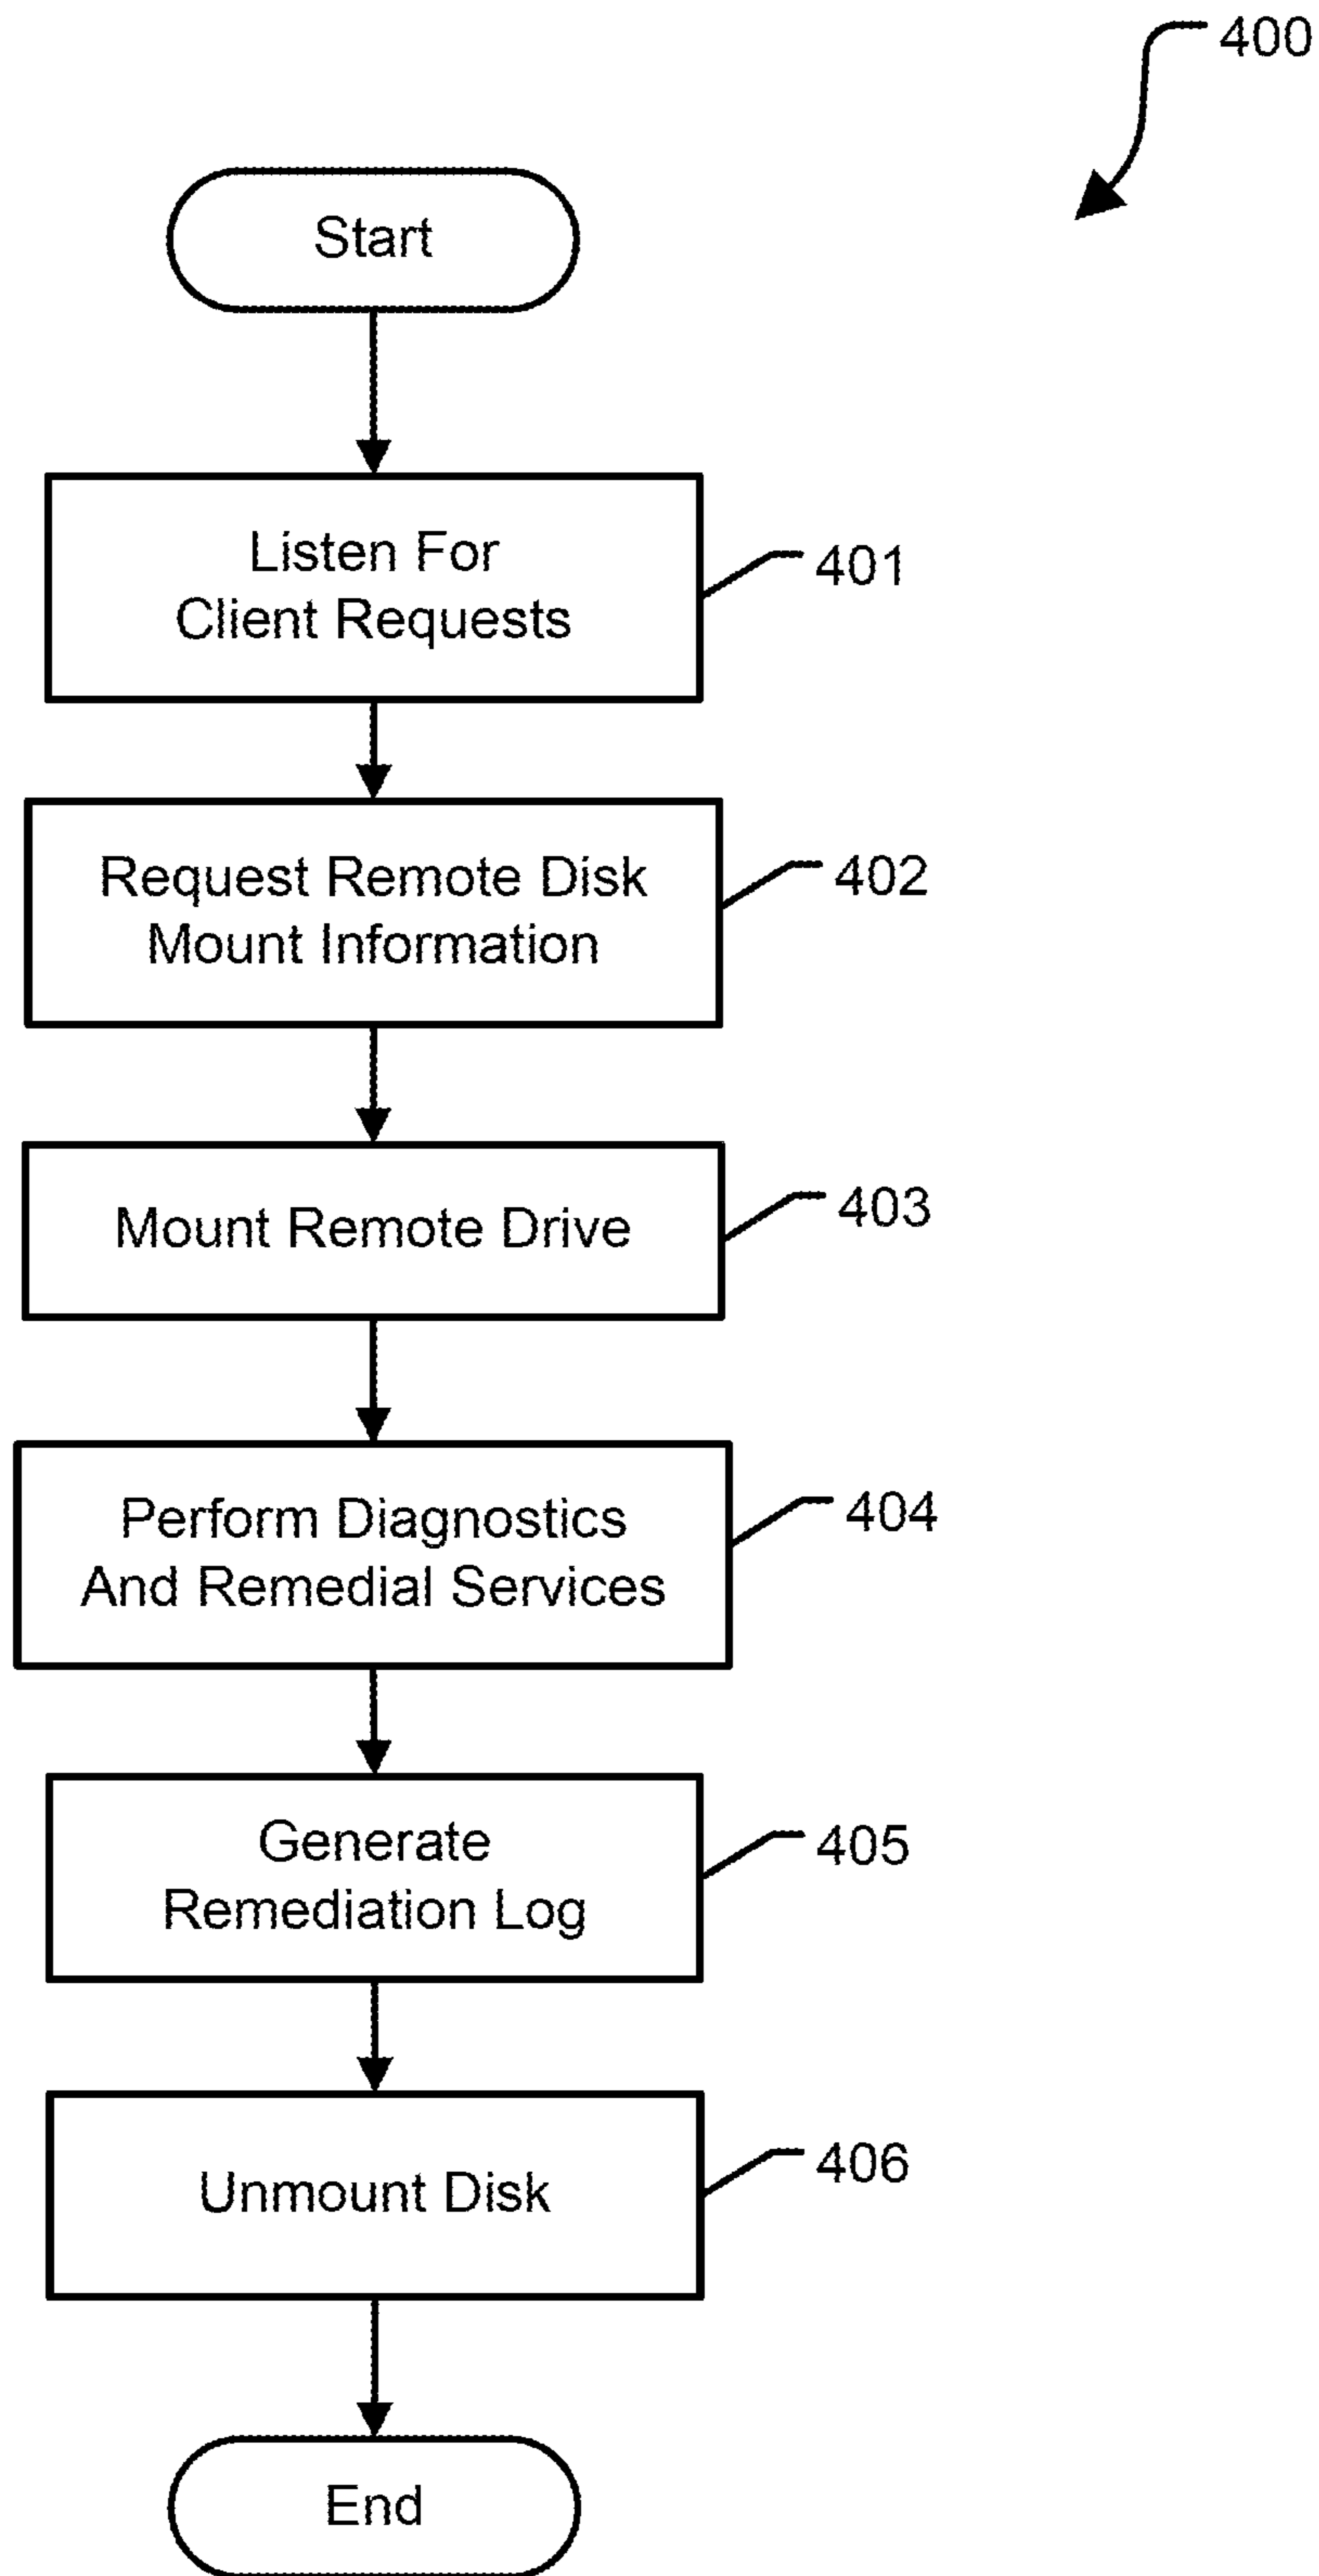 400
Start
Listen For
Client Requests
401
Request Remote Disk
Mount Information
402
Mount Remote Drive
403
Perform Diagnostics
And Remedial Services
404
Generate
Remediation Log
405
Unmount Disk
406
End